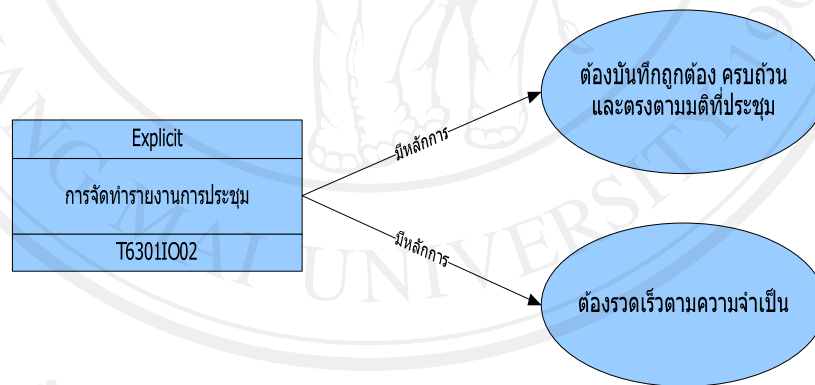 Explicit
การจัดทำรายงานการประชุม
T6301IO02
มีหลักการ
ต้องบันทึกถูกต้อง ครบถ้วน
และตรงตามมติที่ประชุม
มีหลักการ
ต้องรวดเร็วตามความจำเป็น
ANG MAI UNIVERSITY 19